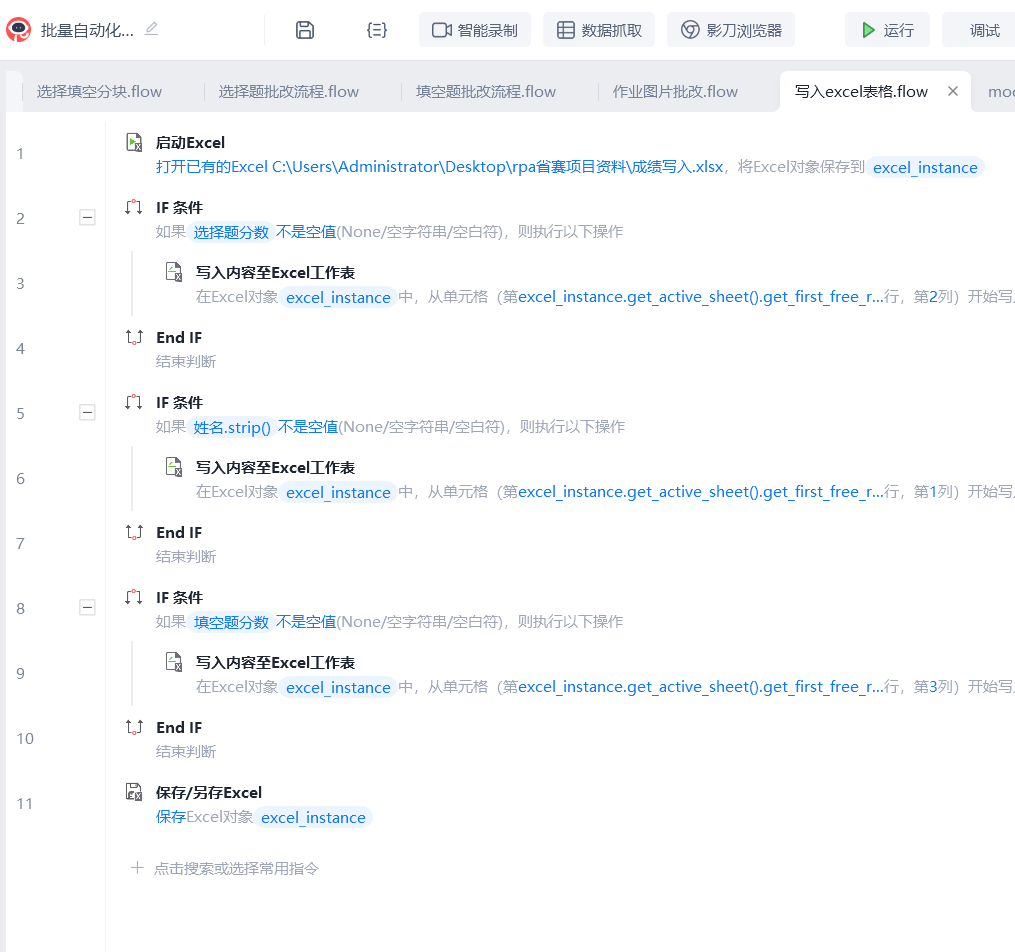 批量自动化...
智能录制
数据抓取
影刀浏览器
运行
调试
选择填空分块.flow
选择题批改流程.flow
填空题批改流程.flow
作业图片批改.flow
写入excel表格.flow
1
启动Excel
打开已有的Excel C:\Users\Administrator\Desktop\rpa省赛项目资料\成绩写入.xlsx，将Excel对象保存到 excel_instance
2
IF 条件
如果 选择题分数 不是空值(None/空字符串/空白符)，则执行以下操作
3
写入内容至Excel工作表
在Excel对象 excel_instance 中，从单元格（第excel_instance.get_active_sheet().get_first_free_r...行，第2列）开始写
4
End IF
结束判断
5
IF 条件
如果 姓名.strip() 不是空值(None/空字符串/空白符)，则执行以下操作
6
写入内容至Excel工作表
在Excel对象 excel_instance 中，从单元格（第excel_instance.get_active_sheet().get_first_free_r...行，第1列）开始写
7
End IF
结束判断
8
IF 条件
如果 填空题分数 不是空值(None/空字符串/空白符)，则执行以下操作
9
写入内容至Excel工作表
在Excel对象 excel_instance 中，从单元格（第excel_instance.get_active_sheet().get_first_free_r...行，第3列）开始写
10
End IF
结束判断
11
保存/另存Excel
保存Excel对象 excel_instance
点击搜索或选择常用指令